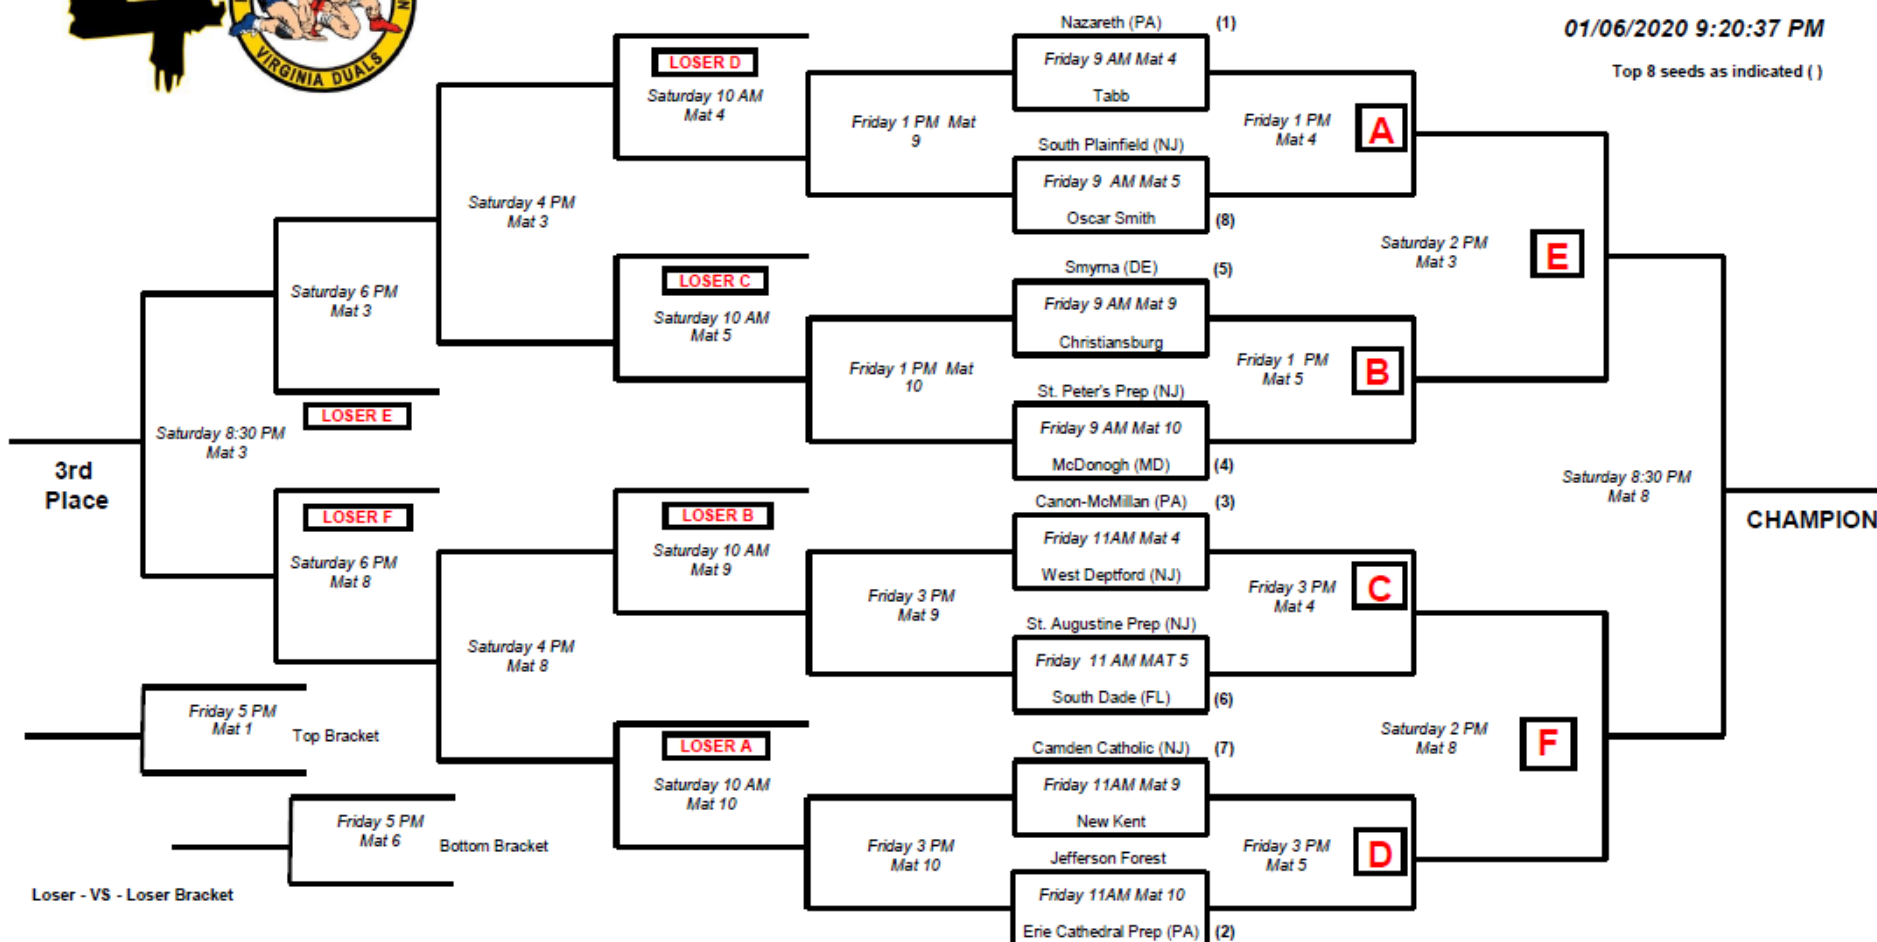 VIRGINIA DUALS
01/06/2020 9:20:37 PM
Top 8 seeds as indicated ( )
Nazareth (PA) (1)
Friday 9 AM Mat 4
Tabb
South Plainfield (NJ)
Friday 9 AM Mat 5
Oscar Smith (8)
Smyrna (DE) (5)
Friday 9 AM Mat 9
Christiansburg
St. Peter's Prep (NJ)
Friday 9 AM Mat 10
McDonogh (MD) (4)
Canon-McMillan (PA) (3)
Friday 11AM Mat 4
West Deptford (NJ)
St. Augustine Prep (NJ)
Friday 11 AM MAT 5
South Dade (FL) (6)
Camden Catholic (NJ) (7)
Friday 11AM Mat 9
New Kent
Jefferson Forest
Friday 11AM Mat 10
Erie Cathedral Prep (PA) (2)
Friday 1 PM
Mat 4
A
Friday 1 PM
Mat 5
B
Friday 3 PM
Mat 4
C
Friday 3 PM
Mat 5
D
Saturday 2 PM
Mat 3
E
Saturday 2 PM
Mat 8
F
Saturday 8:30 PM
Mat 8
CHAMPION
Friday 1 PM Mat
9
Friday 1 PM Mat
10
Friday 3 PM
Mat 9
Friday 3 PM
Mat 10
LOSER D
Saturday 10 AM
Mat 4
LOSER C
Saturday 10 AM
Mat 5
LOSER B
Saturday 10 AM
Mat 9
LOSER A
Saturday 10 AM
Mat 10
Saturday 4 PM
Mat 3
Saturday 4 PM
Mat 8
Saturday 6 PM
Mat 3
LOSER E
LOSER F
Saturday 6 PM
Mat 8
Saturday 8:30 PM
Mat 3
3rd
Place
Friday 5 PM
Mat 1
Top Bracket
Friday 5 PM
Mat 6
Bottom Bracket
Loser - VS - Loser Bracket